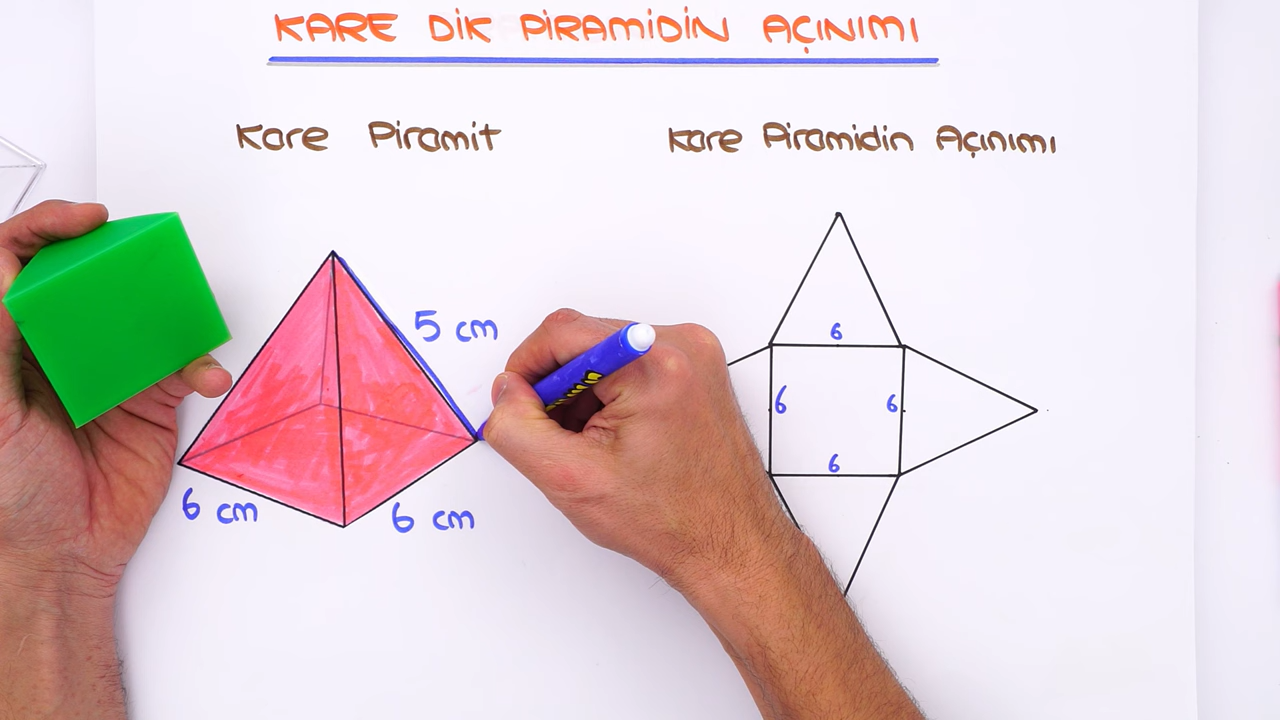 KARE DİK PİRAMİDİN AÇINIMI
Kare Piramit
Kare Piramidin Açınımı
5 cm
6 cm
6 cm
6
6
6
6